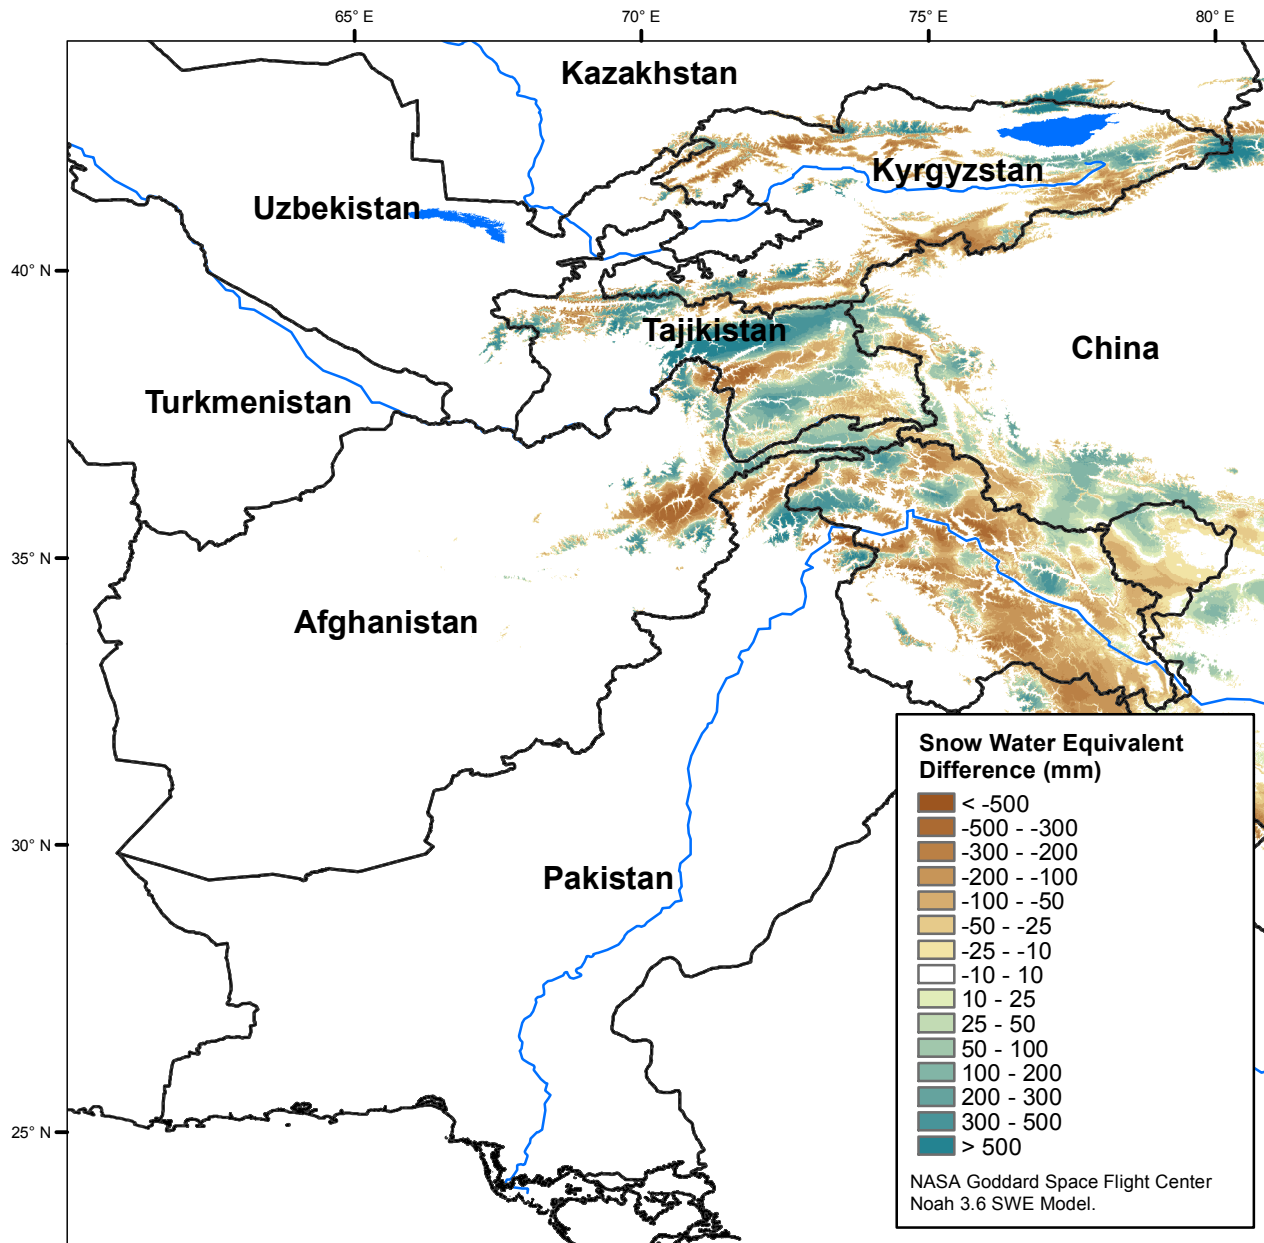 65° E
70° E
75° E
80° E
Kazakhstan
Kyrgyzstan
Uzbekistan
40° N
Tajikistan
China
Turkmenistan
35° N
Afghanistan
Snow Water Equivalent
Difference (mm)
< -500
-500 - -300
-300 - -200
-200 - -100
-100 - -50
-50 - -25
-25 - -10
-10 - 10
10 - 25
25 - 50
50 - 100
100 - 200
200 - 300
300 - 500
> 500
30° N
Pakistan
25° N
NASA Goddard Space Flight Center
Noah 3.6 SWE Model.